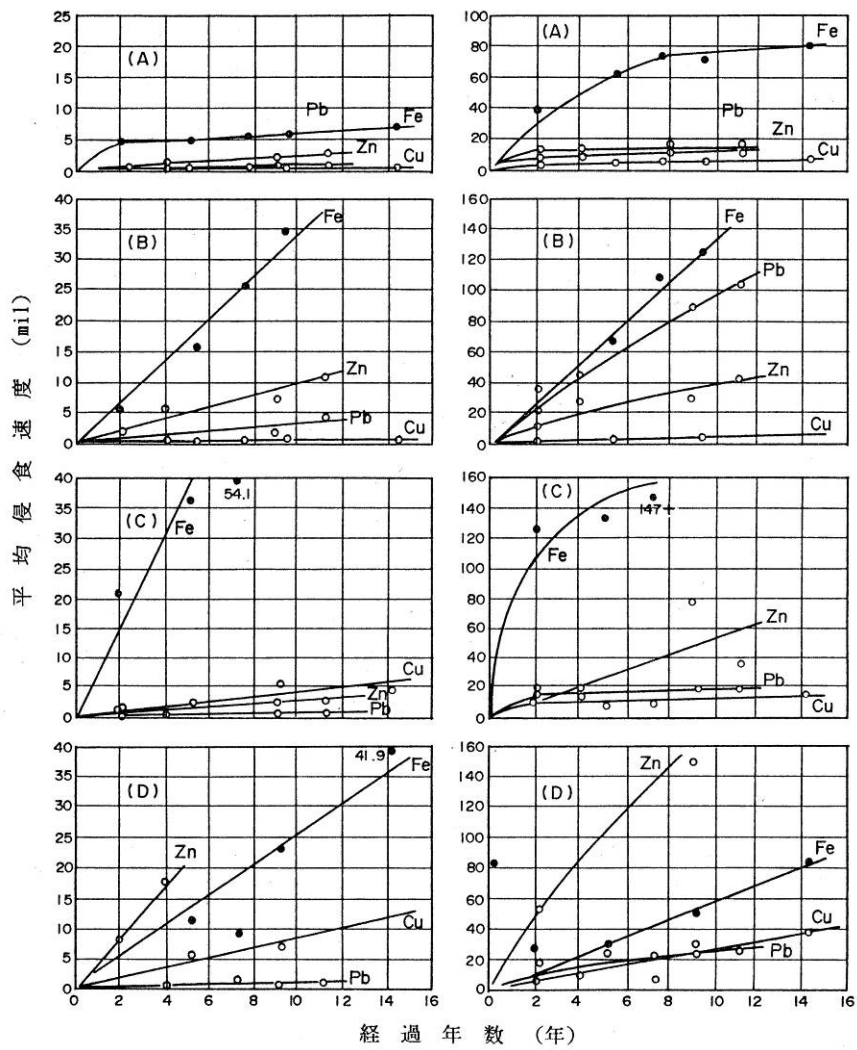 25
20
15
10
5
0
(A)
Pb
Fe
Zn
Cu
100
80
60
40
20
0
(A)
Fe
Pb
Zn
Cu
40
35
30
25
20
15
10
5
0
(B)
Fe
Zn
Pb
Cu
160
140
120
100
80
60
40
20
0
(B)
Fe
Pb
Zn
Cu
40
35
30
25
20
15
10
5
0
(C)
54.1
Fe
Cu
Zn
Pb
160
140
120
100
80
60
40
20
0
(C)
147+
Fe
Zn
Pb
Cu
40
35
30
25
20
15
10
5
0
(D)
41.9
Fe
Zn
Cu
Pb
0 2 4 6 8 10 12 14 16
160
140
120
100
80
60
40
20
0
Zn
(D)
Fe
Cu
Pb
0 2 4 6 8 10 12 14 16
平均侵食速度 (mil)
経過年数 (年)